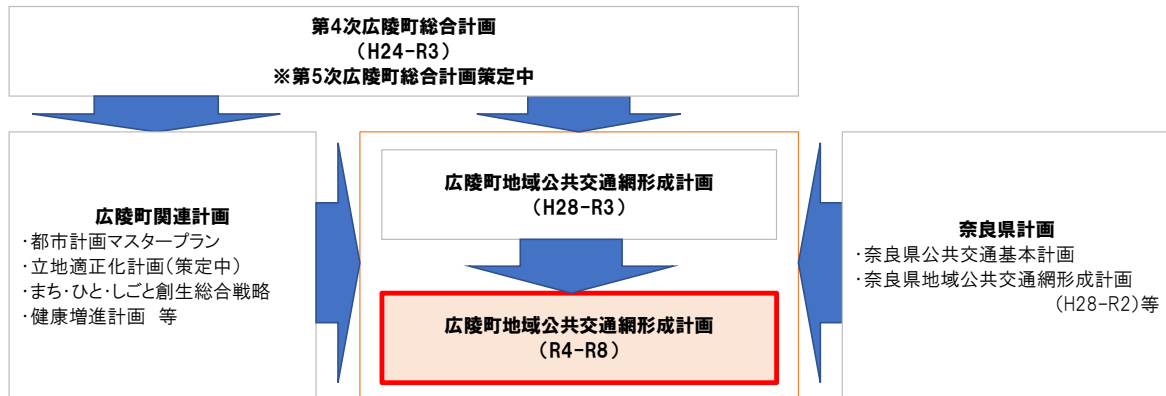 第4次広陵町総合計画
（H24-R3）
※第5次広陵町総合計画策定中
広陵町関連計画
・都市計画マスタープラン
・立地適正化計画(策定中)
・まち・ひと・しごと創生総合戦略
・健康増進計画　等
広陵町地域公共交通網形成計画
（H28-R3）
広陵町地域公共交通網形成計画
（R4-R8）
奈良県計画
・奈良県公共交通基本計画
・奈良県地域公共交通網形成計画
(H28-R2)等